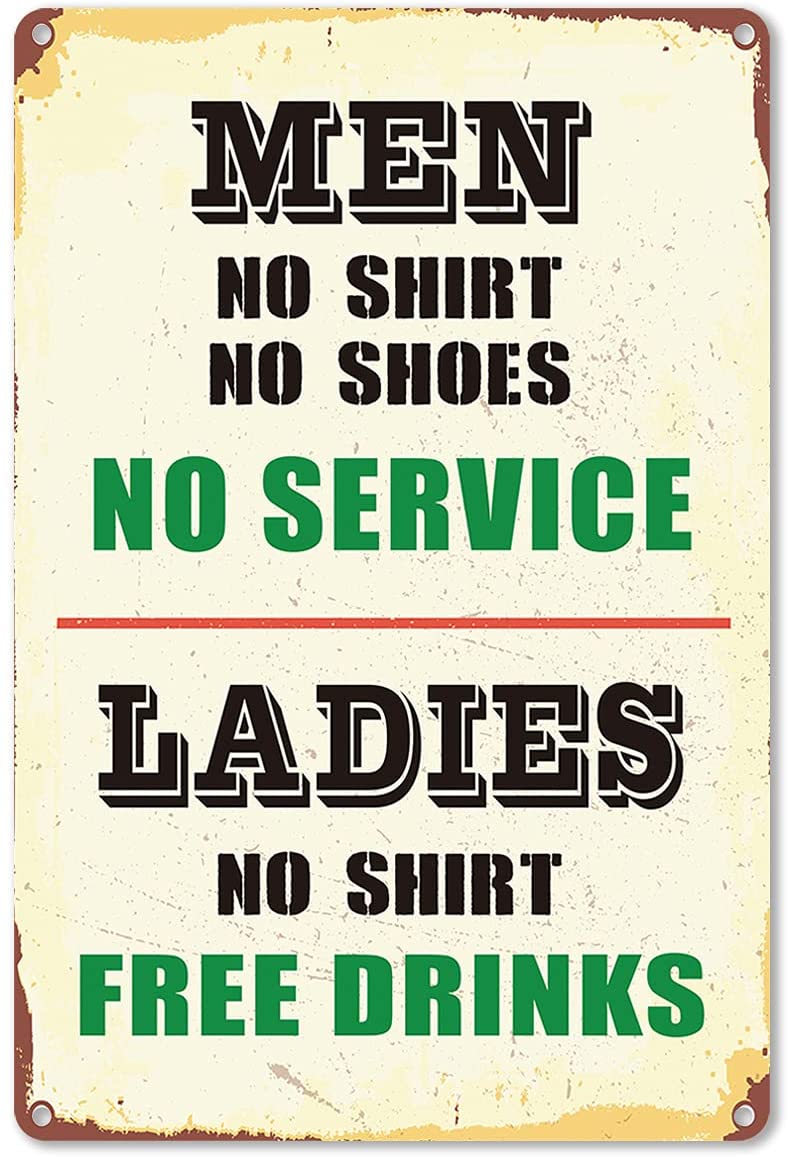 MEN
NO SHIRT
NO SHOES
NO SERVICE
LADIES
NO SHIRT
FREE DRINKS